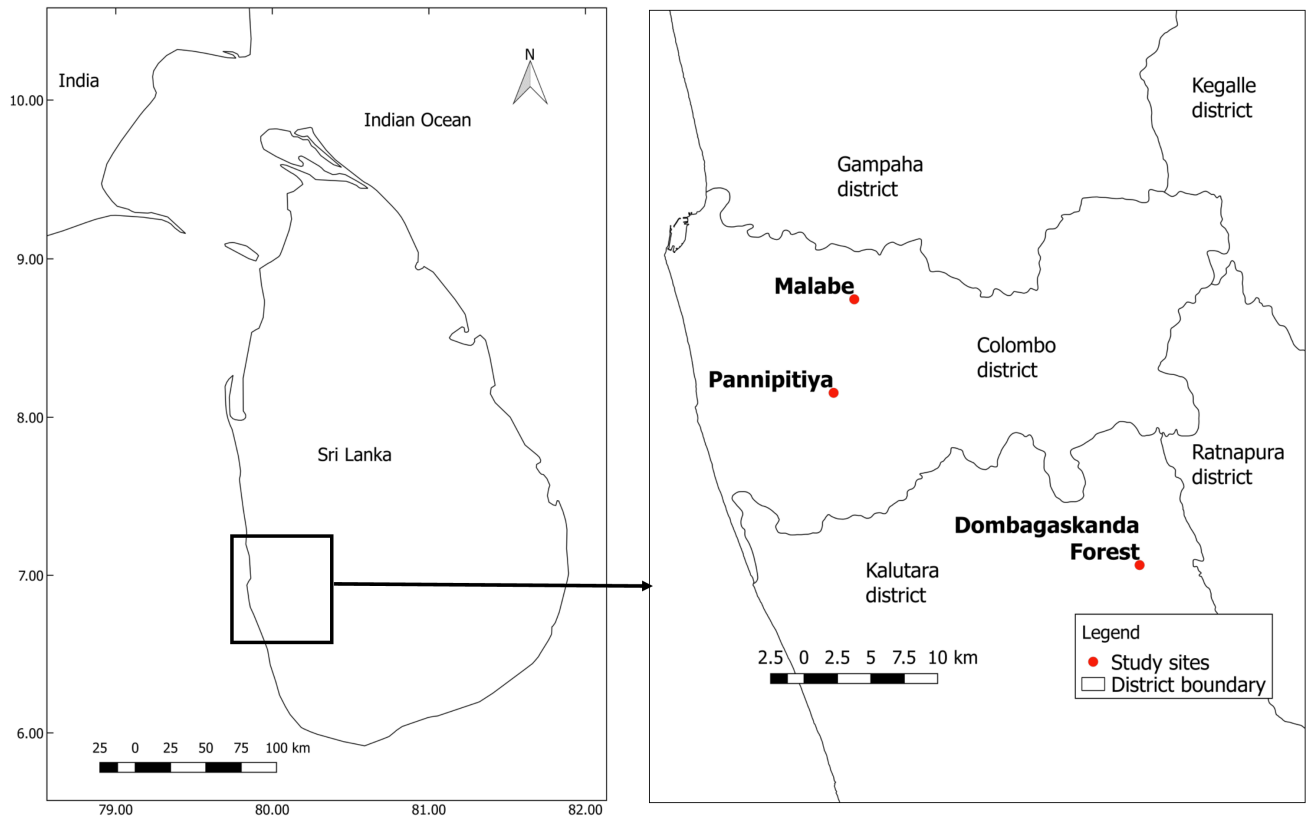 N
India
10.00
Indian Ocean
9.00
8.00
Sri Lanka
7.00
6.00
25 0 25 50 75 100 km
79.00 80.00 81.00 82.00
Kegalle
district
Gampaha
district
Malabe
Colombo
district
Pannipitiya
Ratnapura
district
Dombagaskanda
Forest
Kalutara
district
2.5 0 2.5 5 7.5 10 km
Legend
Study sites
District boundary